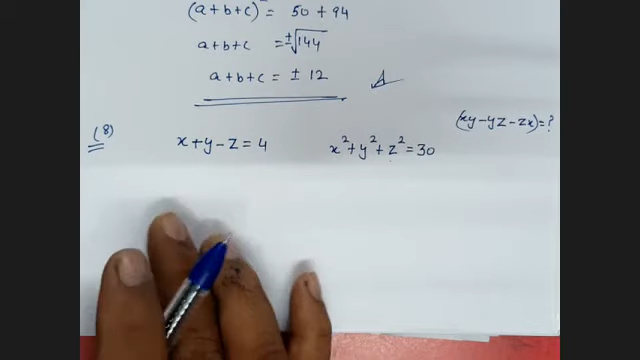 (a+b+c)² = 50 + 94
a+b+c = ±√144
a+b+c = ± 12 A
(8) x+y-z = 4 x²+y²+z² = 30 (xy-yz-zx) = ?